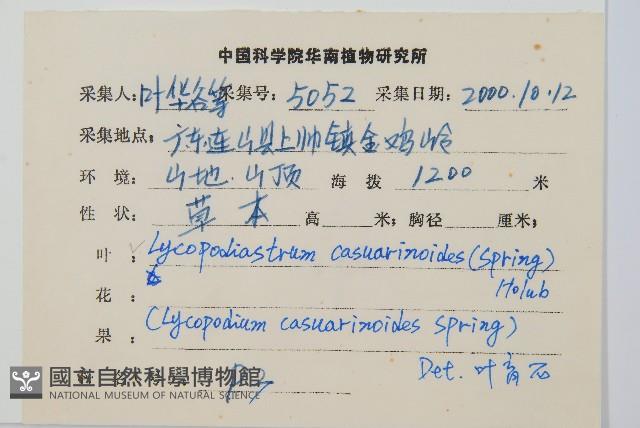 中国科学院华南植物研究所
采集人：叶华谷等 采集号：5052 采集日期：2000.10.12
采集地点：广东连山县上帅镇金鸡岭
环 境：山地.山顶 海 拨 1200 米
性 状：草本 高 米；胸径 厘米；
叶：Lycopodiastrum casuarinoides (Spring)
花： Holub
果：(Lycopodium casuarinoides Spring)
Det. 叶育石
國立自然科學博物館
NATIONAL MUSEUM OF NATURAL SCIENCE